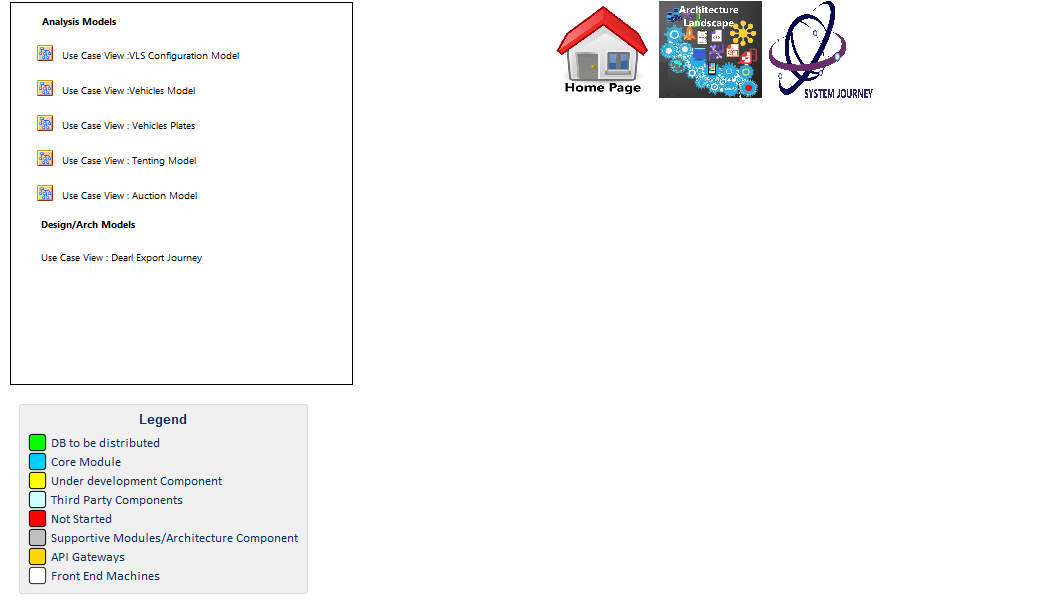 Analysis Models
Use Case View :VLS Configuration Model
Use Case View :Vehicles Model
Use Case View : Vehicles Plates
Use Case View : Tenting Model
Use Case View : Auction Model
Design/Arch Models
Use Case View : Dearl Export Journey
Home Page
Architecture
Landscape
SYSTEM JOURNEY
Legend
DB to be distributed
Core Module
Under development Component
Third Party Components
Not Started
Supportive Modules/Architecture Component
API Gateways
Front End Machines